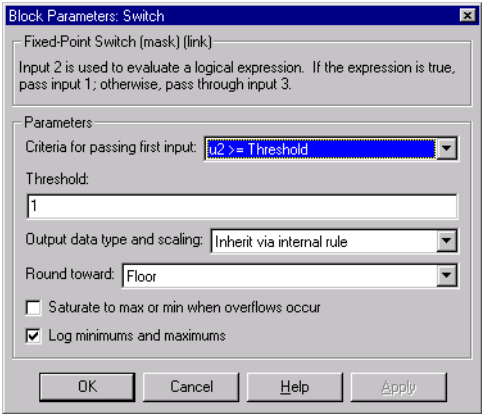 Block Parameters: Switch
Fixed-Point Switch (mask) (link)
Input 2 is used to evaluate a logical expression. If the expression is true,
pass input 1; otherwise, pass through input 3.
Parameters
Criteria for passing first input: u2 >= Threshold
Threshold:
1
Output data type and scaling: Inherit via internal rule
Round toward: Floor
Saturate to max or min when overflows occur
Log minimums and maximums
OK Cancel Help Apply